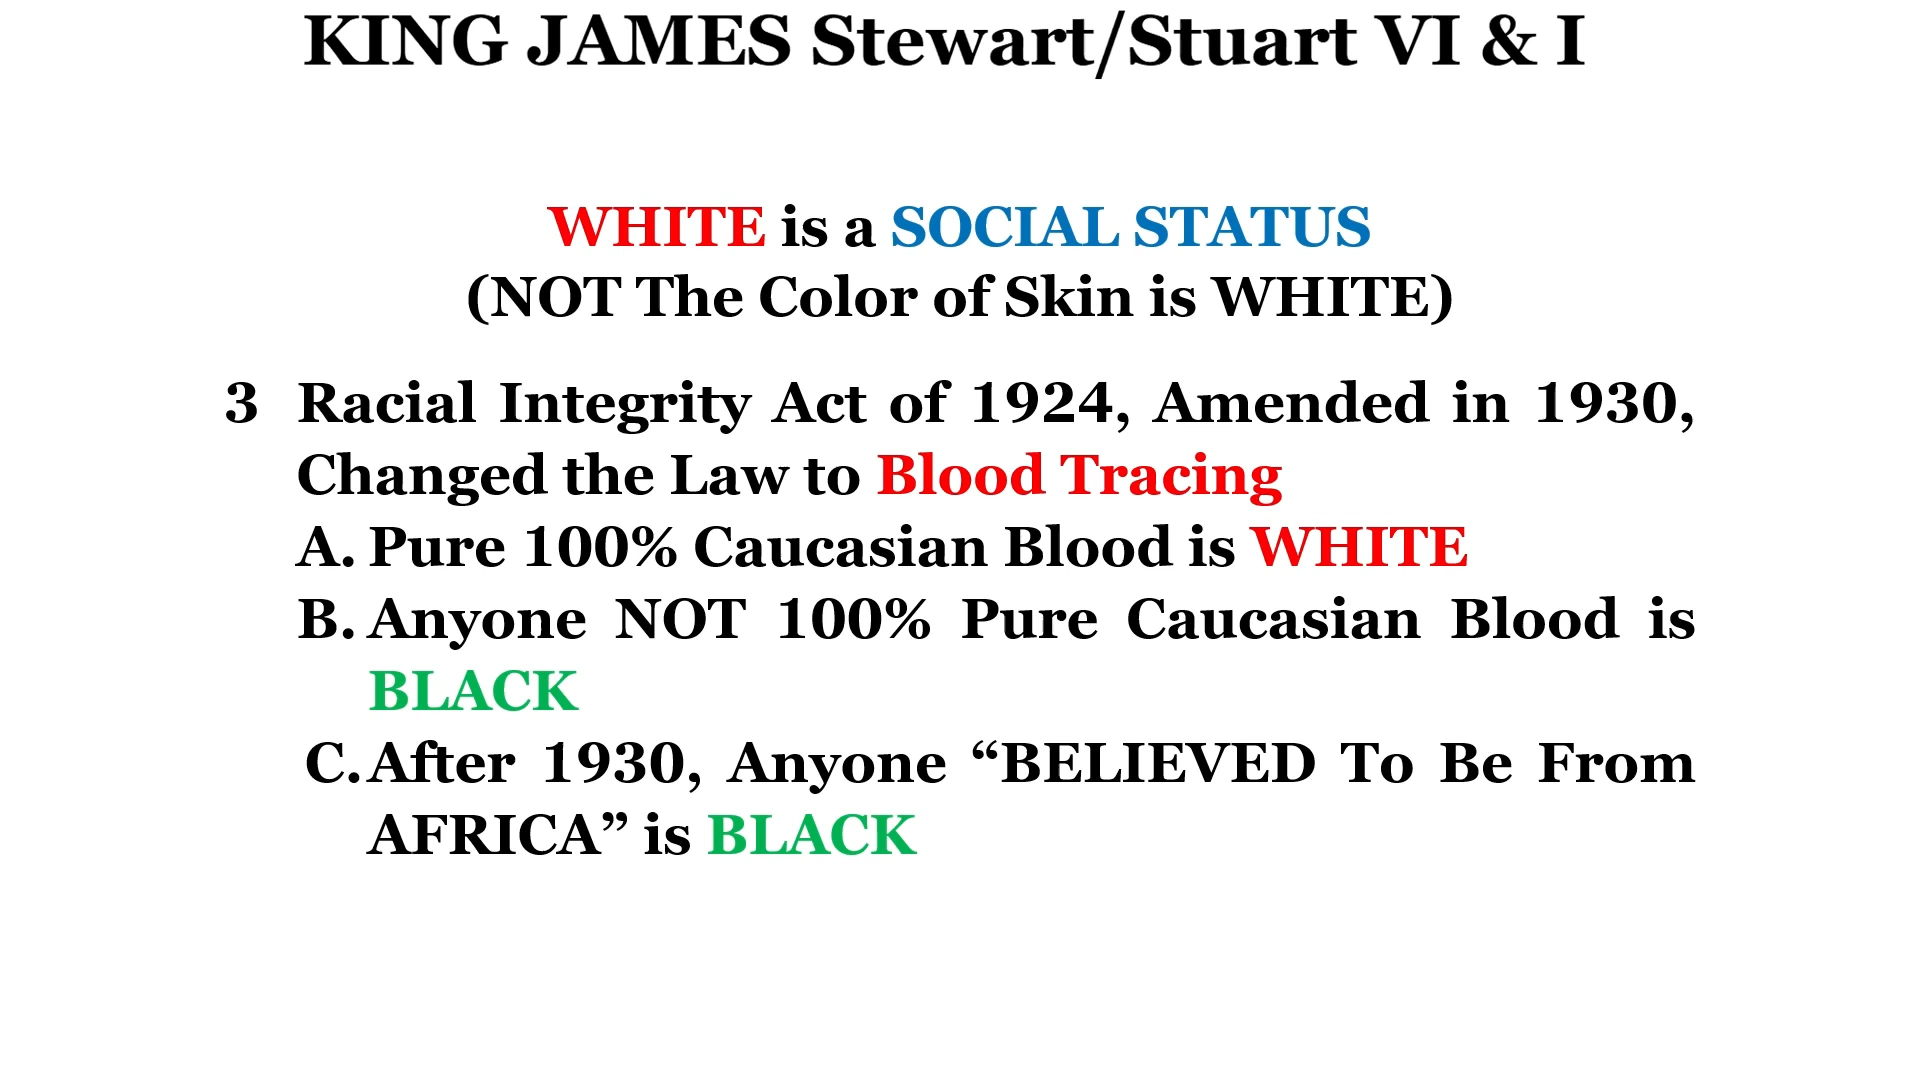 KING JAMES Stewart/Stuart VI & I
WHITE is a SOCIAL STATUS
(NOT The Color of Skin is WHITE)
3 Racial Integrity Act of 1924, Amended in 1930,
Changed the Law to Blood Tracing
A. Pure 100% Caucasian Blood is WHITE
B. Anyone NOT 100% Pure Caucasian Blood is
BLACK
C. After 1930, Anyone “BELIEVED To Be From
AFRICA” is BLACK